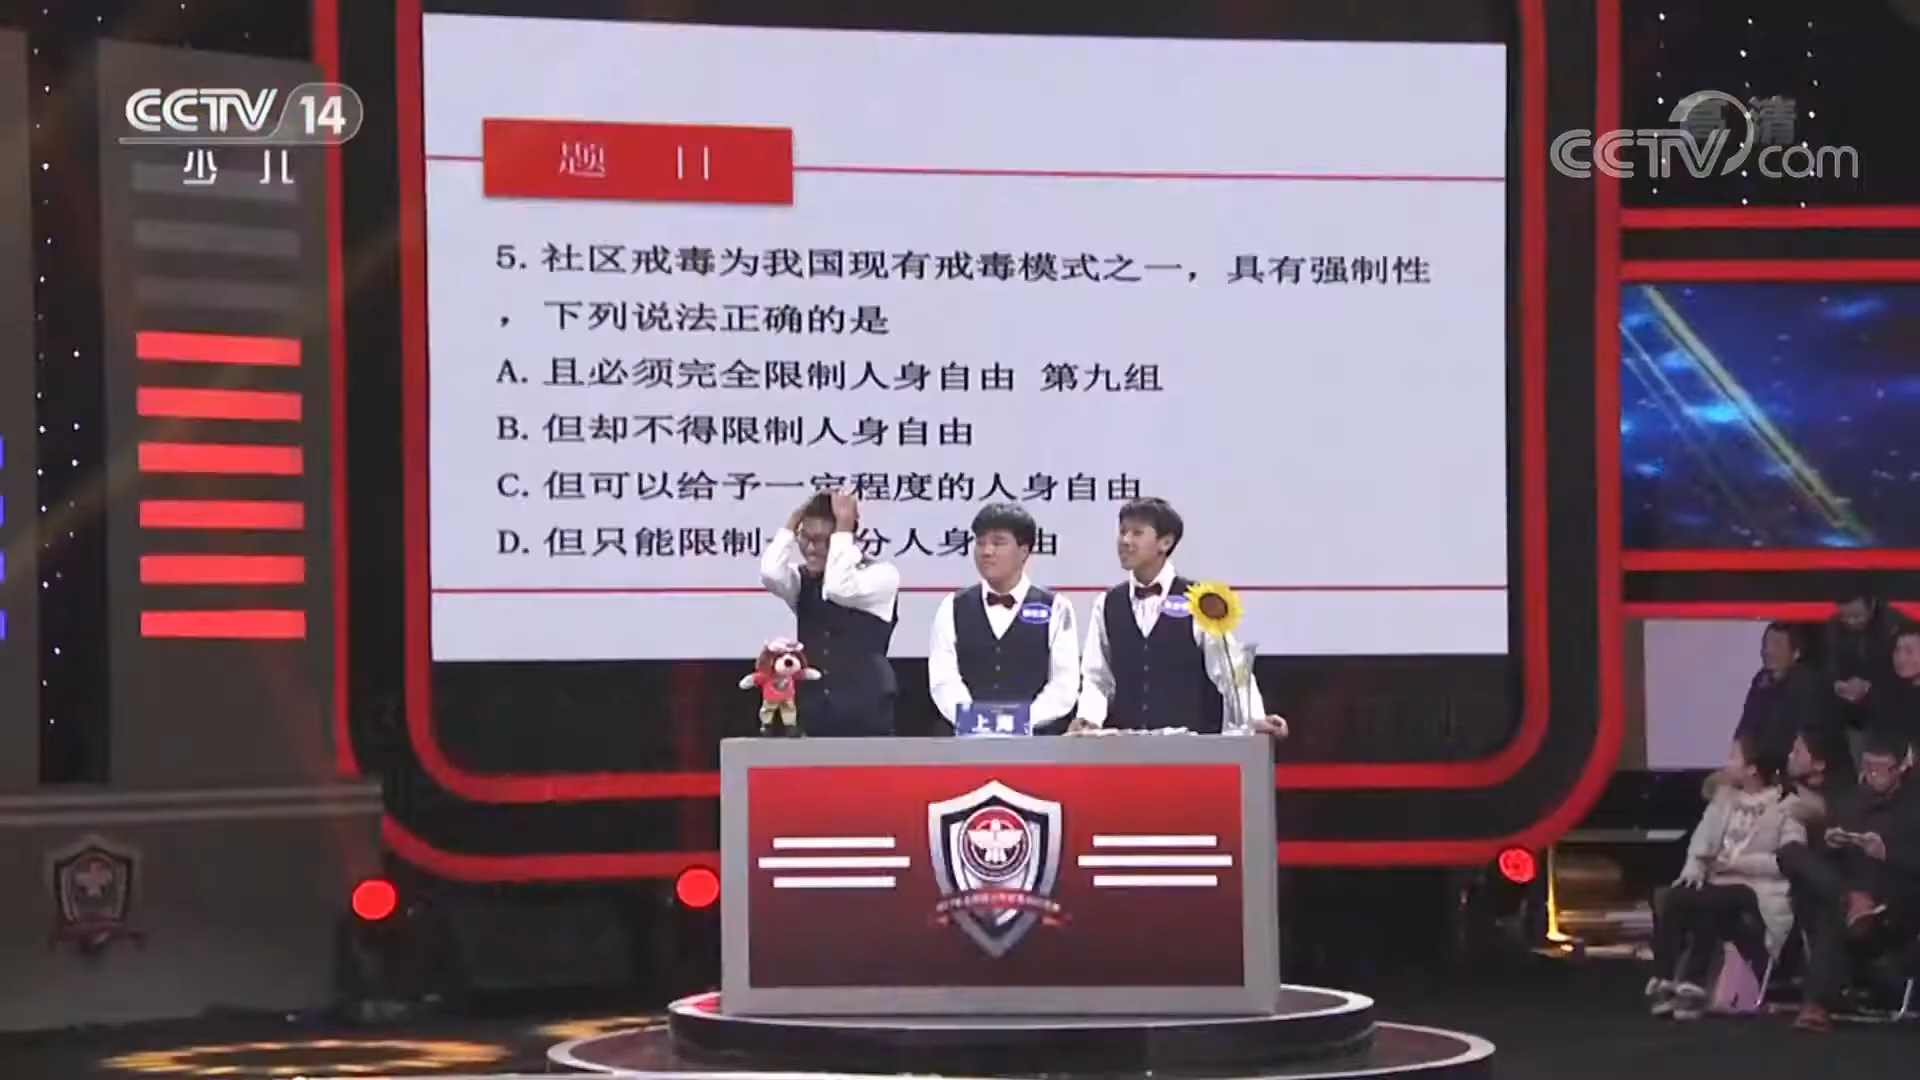 CCTV 14
少儿
高清
CCTV.com
题 目
5. 社区戒毒为我国现有戒毒模式之一，具有强制性
，下列说法正确的是
A. 且必须完全限制人身自由 第九组
B. 但却不得限制人身自由
C. 但可以给予一定程度的人身自由
D. 但只能限制 分人身 由
上海